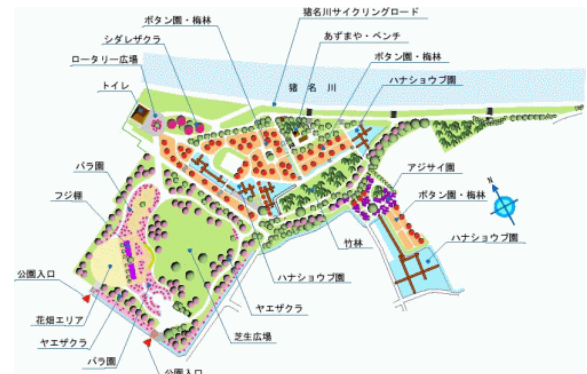 ボタン園・梅林
猪名川サイクリングロード
シダレザクラ
あずまや・ベンチ
ロータリー広場
ボタン園・梅林
トイレ
猪名川
ハナショウブ園
バラ園
アジサイ園
フジ棚
ボタン園・梅林
N
竹林
ハナショウブ園
公園入口
ハナショウブ園
花畑エリア
ヤエザクラ
ヤエザクラ
芝生広場
バラ園
公園入口